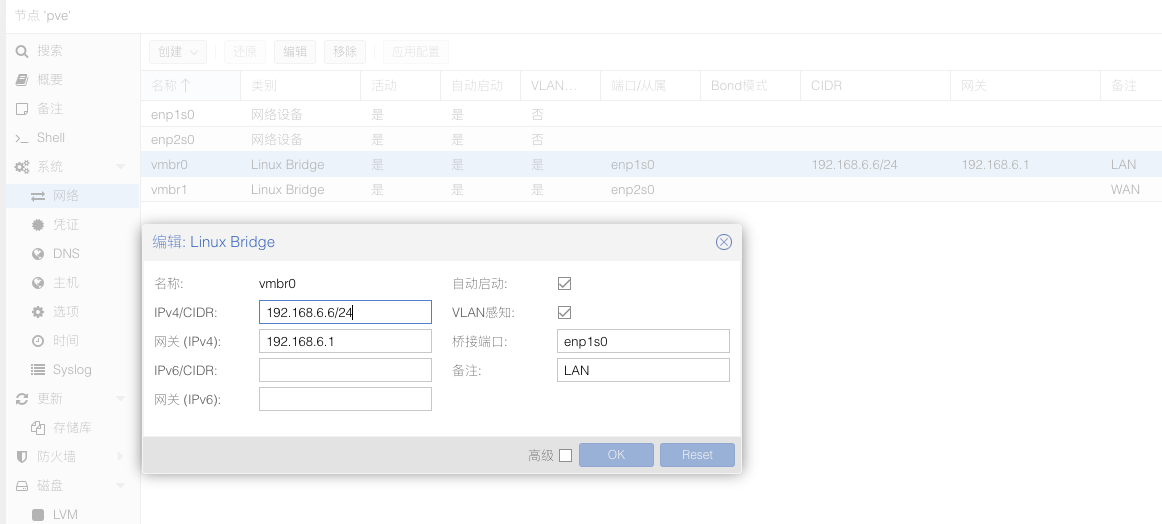 节点 'pve'
搜索
概要
备注
Shell
系统
网络
凭证
DNS
主机
选项
时间
Syslog
更新
存储库
防火墙
磁盘
LVM
创建 还原 编辑 移除 应用配置
名称 类别 活动 自动启动 VLAN... 端口/从属 Bond模式 CIDR 网关 备注
enp1s0 网络设备 是 是 否
enp2s0 网络设备 是 是 否
vmbr0 Linux Bridge 是 是 是 enp1s0 192.168.6.6/24 192.168.6.1 LAN
vmbr1 Linux Bridge 是 是 是 enp2s0 WAN
编辑: Linux Bridge
名称: vmbr0
IPv4/CIDR: 192.168.6.6/24
网关 (IPv4): 192.168.6.1
IPv6/CIDR:
网关 (IPv6):
自动启动:
VLAN感知:
桥接端口: enp1s0
备注: LAN
高级 OK Reset